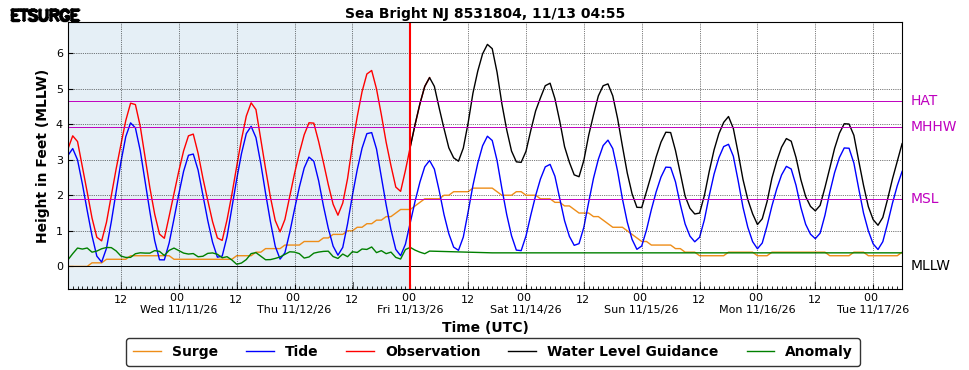 ETSURGE
Sea Bright NJ 8531804, 11/13 04:55
Height in Feet (MLLW)
6
5
4
3
2
1
0
HAT
MHHW
MSL
MLLW
12 00 12 00 12 00 12 00 12 00 12 00 12 00
Wed 11/11/26 Thu 11/12/26 Fri 11/13/26 Sat 11/14/26 Sun 11/15/26 Mon 11/16/26 Tue 11/17/26
Time (UTC)
Surge Tide Observation Water Level Guidance Anomaly